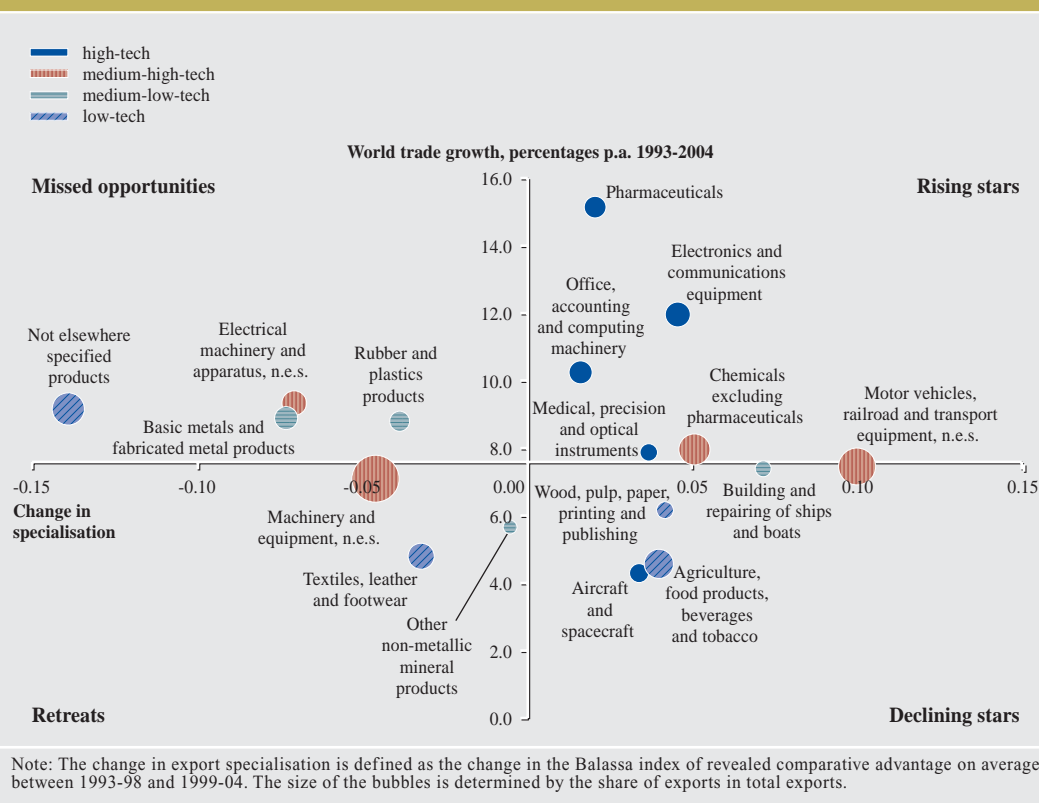 high-tech
medium-high-tech
medium-low-tech
low-tech
World trade growth, percentages p.a. 1993-2004
Missed opportunities
Rising stars
16.0
14.0
12.0
10.0
8.0
6.0
4.0
2.0
0.0
Pharmaceuticals
Electronics and
communications
equipment
Office,
accounting
and computing
machinery
Not elsewhere
specified
products
Electrical
machinery and
apparatus, n.e.s.
Rubber and
plastics
products
Chemicals
excluding
pharmaceuticals
Motor vehicles,
railroad and transport
equipment, n.e.s.
Medical, precision
and optical
instruments
Basic metals and
fabricated metal products
-0.15
-0.10
-0.05
0.00
0.05
0.10
0.15
Change in
specialisation
Machinery and
equipment, n.e.s.
Wood, pulp, paper,
printing and
publishing
Building and
repairing of ships
and boats
Textiles, leather
and footwear
Aircraft
and
spacecraft
Agriculture,
food products,
beverages
and tobacco
Other
non-metallic
mineral
products
Retreats
Declining stars
Note: The change in export specialisation is defined as the change in the Balassa index of revealed comparative advantage on average
between 1993-98 and 1999-04. The size of the bubbles is determined by the share of exports in total exports.